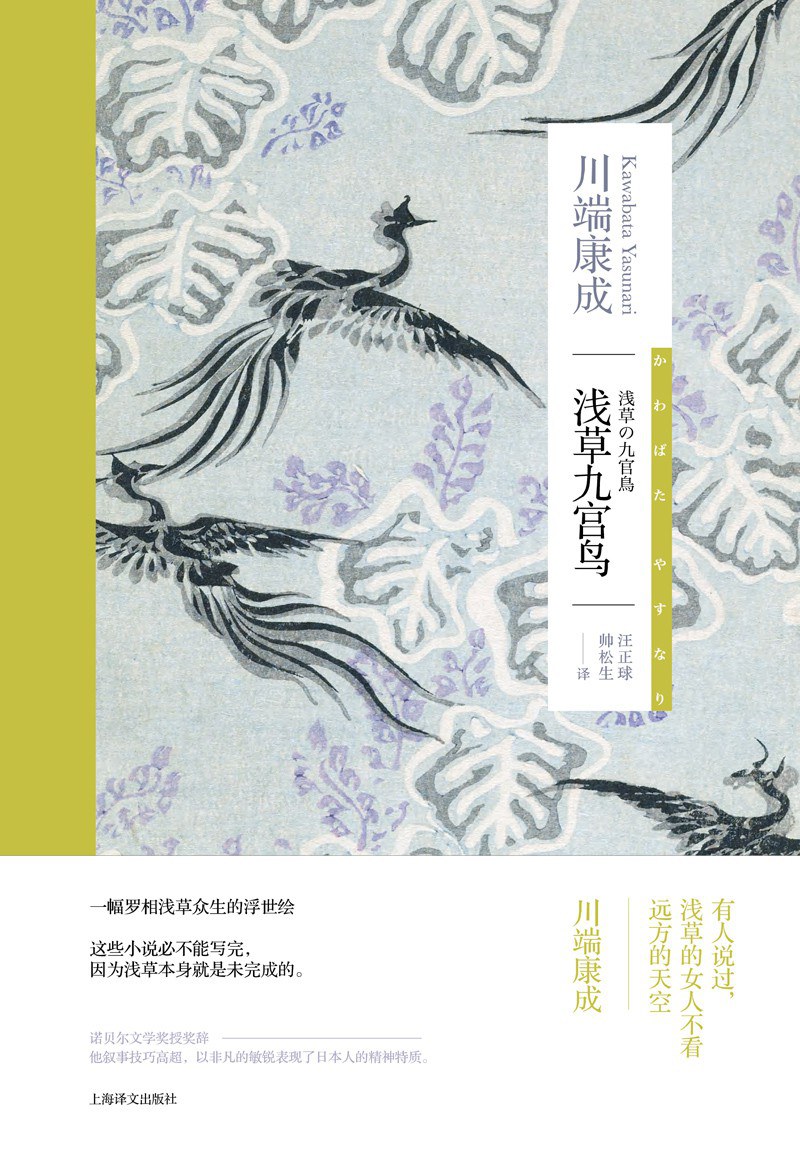 川端康成
Kawabata Yasunari
浅草の九官鳥
浅草九宫鸟
かわばた やすなり
汪正球
帅松生
译
有人说过,
浅草的女人不看
远方的天空
川端康成
一幅罗相浅草众生的浮世绘
这些小说必不能写完,
因为浅草本身就是未完成的。
诺贝尔文学奖授奖辞
他叙事技巧高超，以非凡的敏锐表现了日本人的精神特质。
上海译文出版社